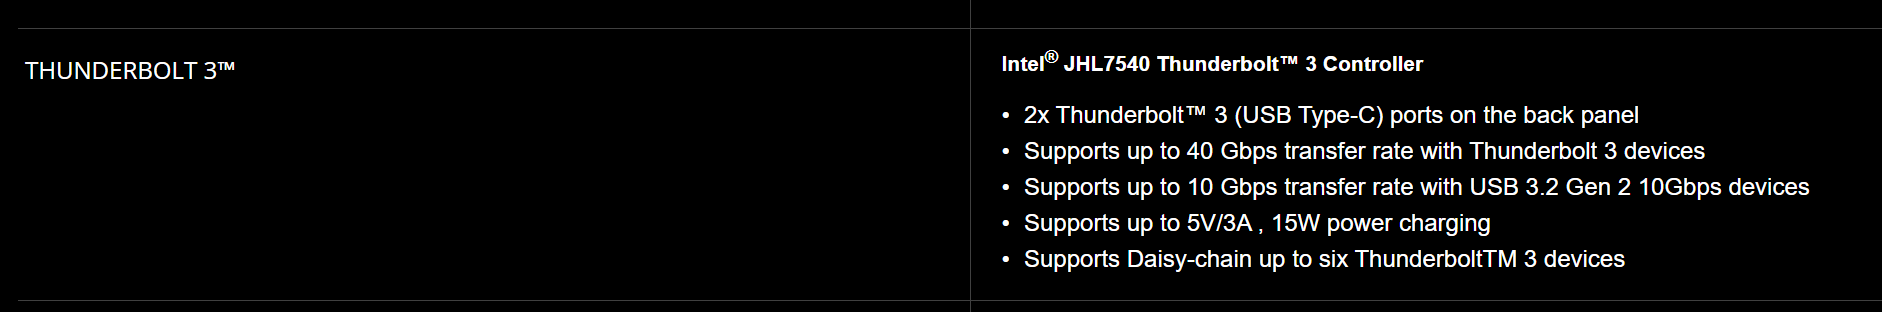 THUNDERBOLT 3™
Intel® JHL7540 Thunderbolt™ 3 Controller
• 2x Thunderbolt™ 3 (USB Type-C) ports on the back panel
• Supports up to 40 Gbps transfer rate with Thunderbolt 3 devices
• Supports up to 10 Gbps transfer rate with USB 3.2 Gen 2 10Gbps devices
• Supports up to 5V/3A , 15W power charging
• Supports Daisy-chain up to six ThunderboltTM 3 devices